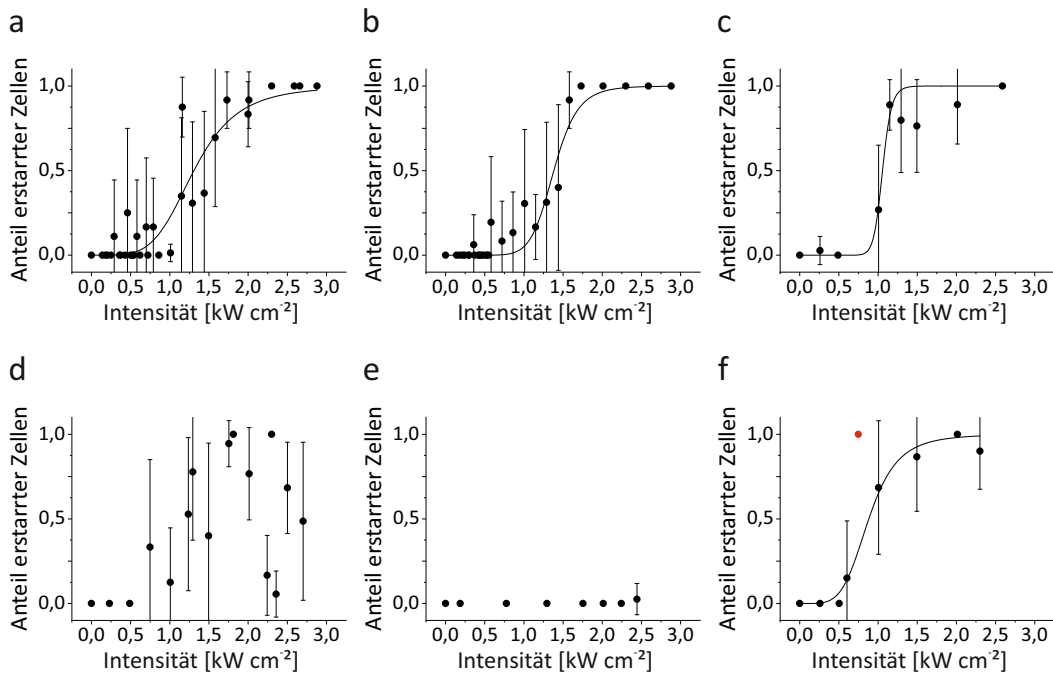 a
Anteil erstarrter Zellen
1,0
0,5
0,0
0,0 0,5 1,0 1,5 2,0 2,5 3,0
Intensität [kW cm⁻²]
b
Anteil erstarrter Zellen
1,0
0,5
0,0
0,0 0,5 1,0 1,5 2,0 2,5 3,0
Intensität [kW cm⁻²]
c
Anteil erstarrter Zellen
1,0
0,5
0,0
0,0 0,5 1,0 1,5 2,0 2,5 3,0
Intensität [kW cm⁻²]
d
Anteil erstarrter Zellen
1,0
0,5
0,0
0,0 0,5 1,0 1,5 2,0 2,5 3,0
Intensität [kW cm⁻²]
e
Anteil erstarrter Zellen
1,0
0,5
0,0
0,0 0,5 1,0 1,5 2,0 2,5 3,0
Intensität [kW cm⁻²]
f
Anteil erstarrter Zellen
1,0
0,5
0,0
0,0 0,5 1,0 1,5 2,0 2,5 3,0
Intensität [kW cm⁻²]